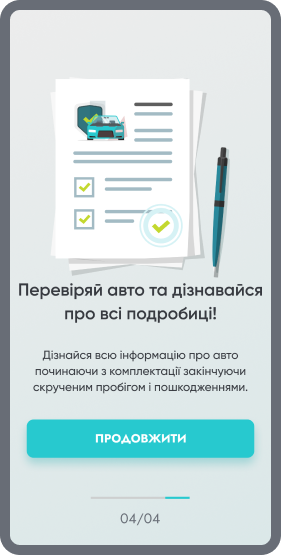 Перевіряй авто та дізнавайся
про всі подробиці!
Дізнайся всю інформацію про авто
починаючи з комплектації закінчуючи
скрученим пробігом і пошкодженнями.
ПРОДОВЖИТИ
04/04